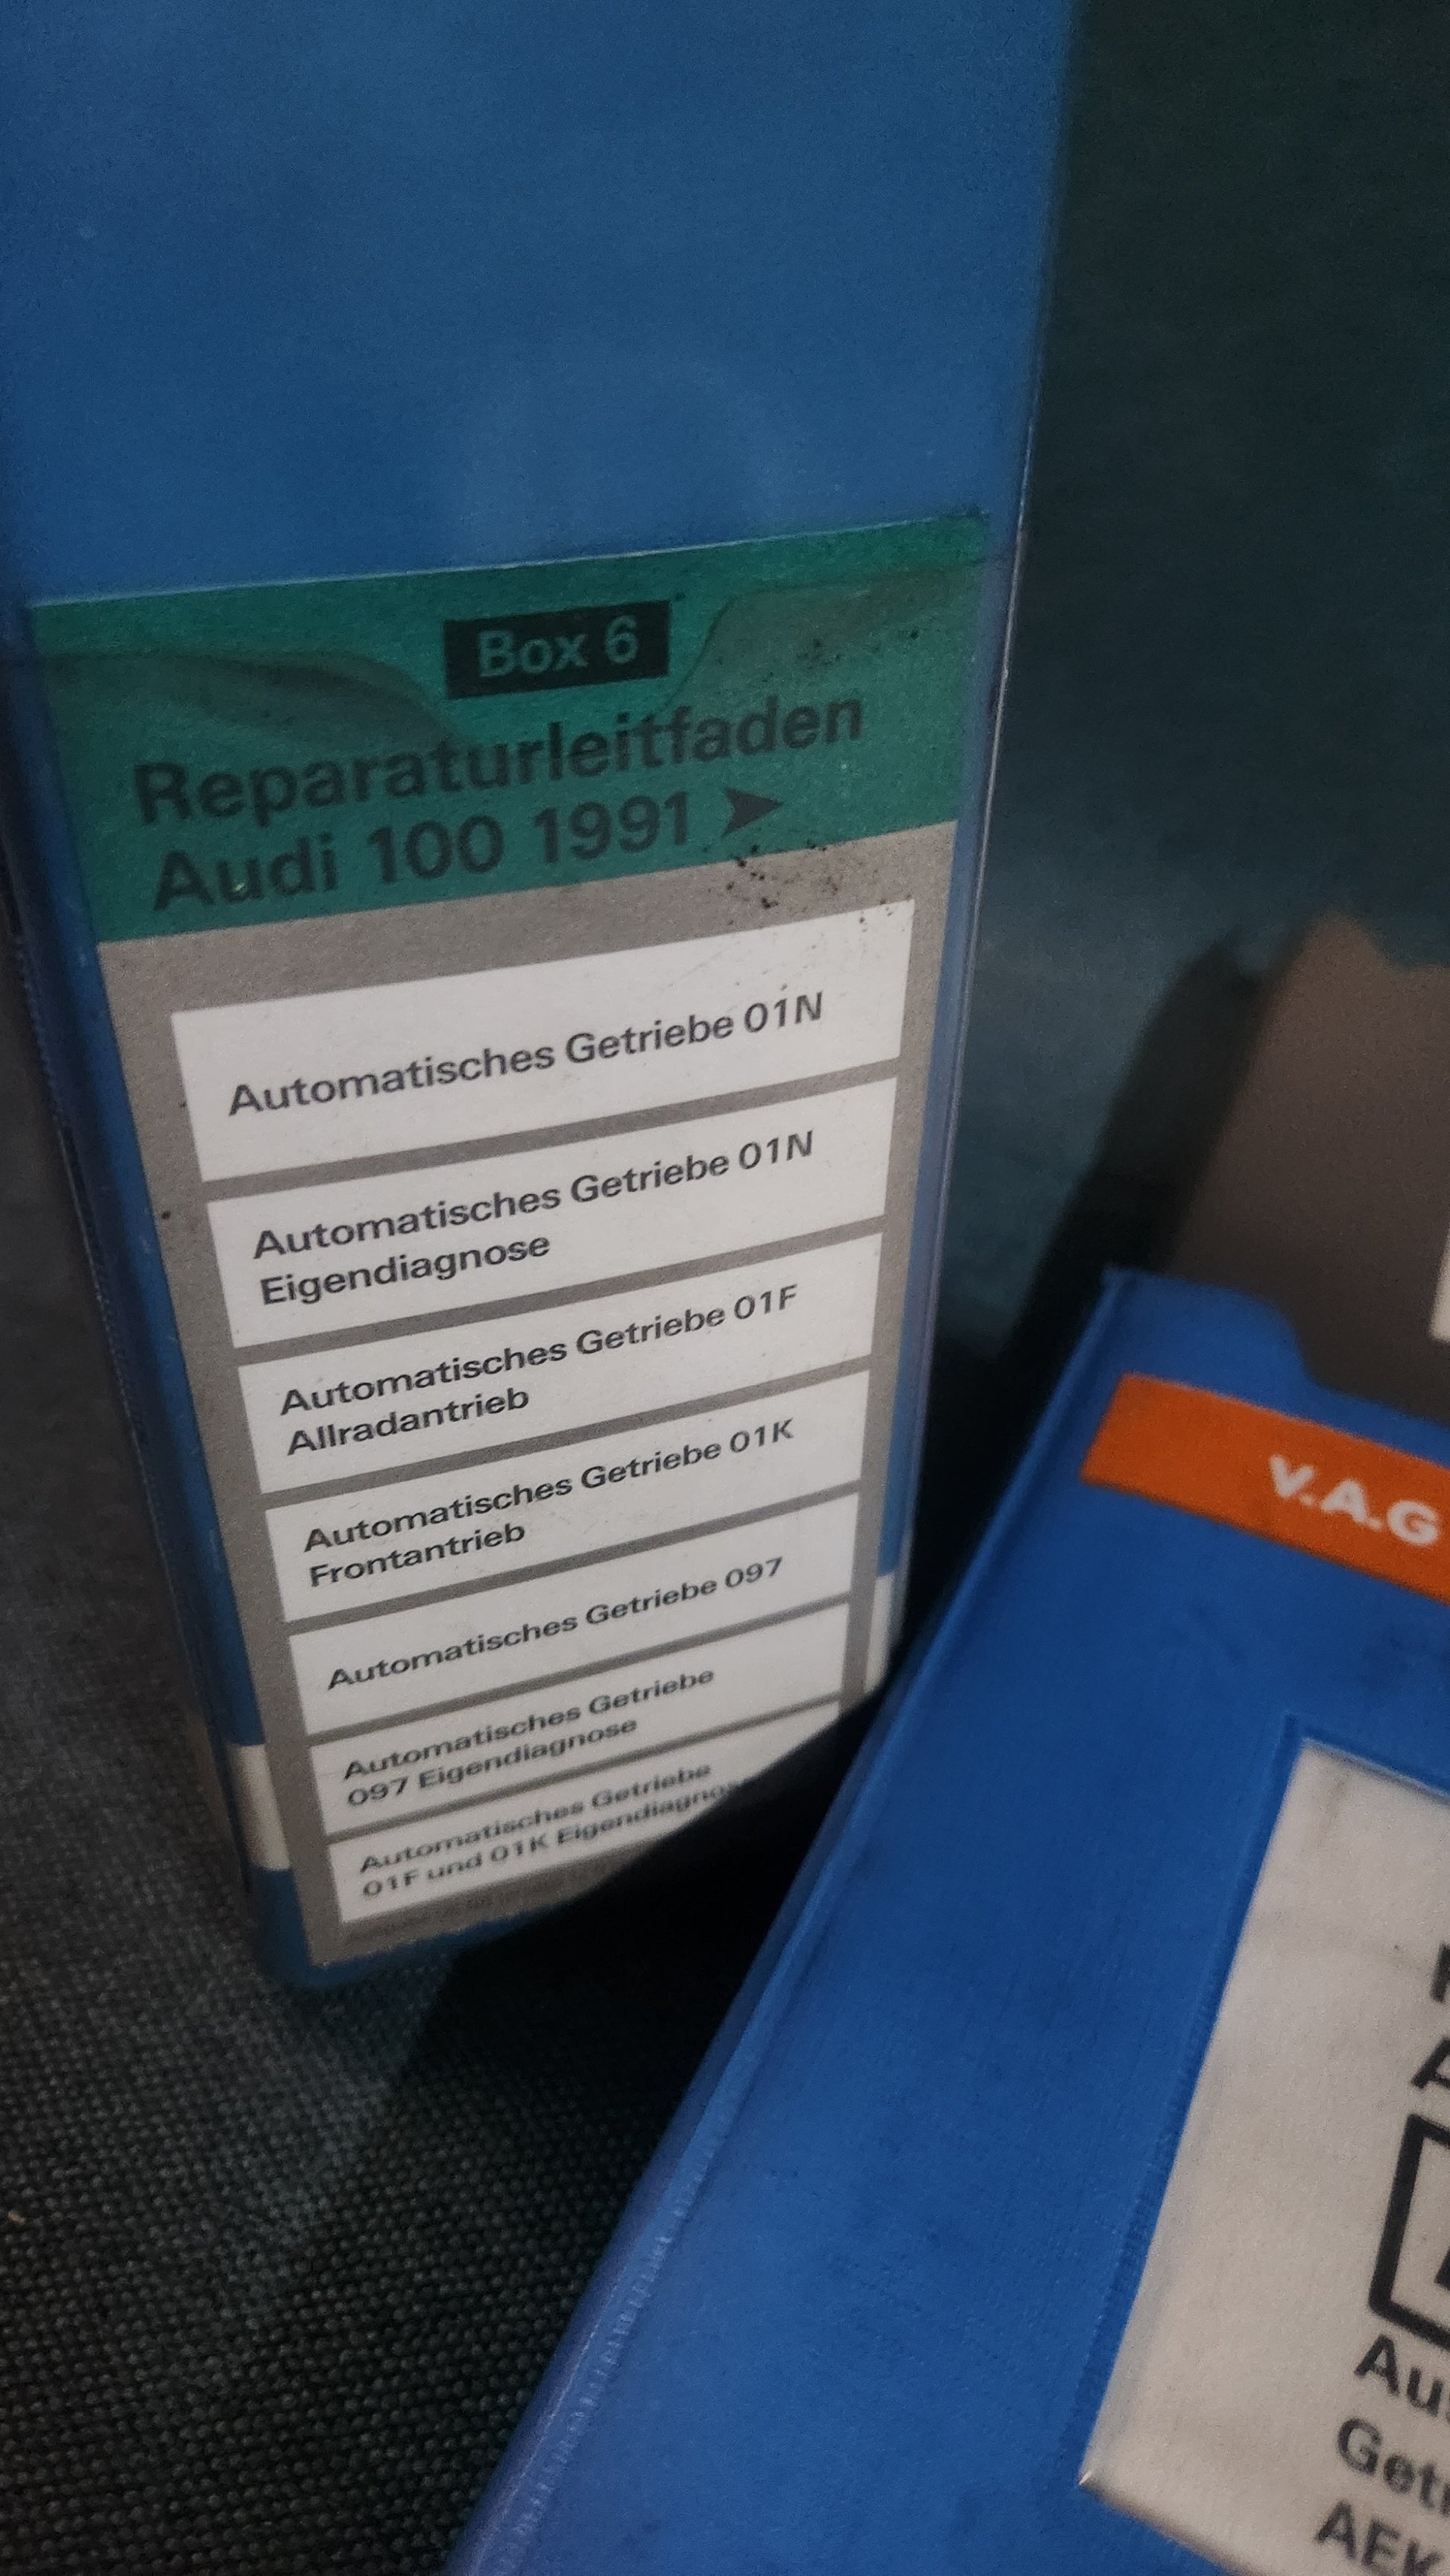 Box 6
Reparaturleitfaden
Audi 100 1991 ➤
Automatisches Getriebe 01N
Automatisches Getriebe 01N
Eigendiagnose
Automatisches Getriebe 01F
Allradantrieb
Automatisches Getriebe 01K
Frontantrieb
Automatisches Getriebe 097
Automatisches Getriebe
097 Eigendiagnose
Automatisches Getriebe
01F und 01K
V.A.G